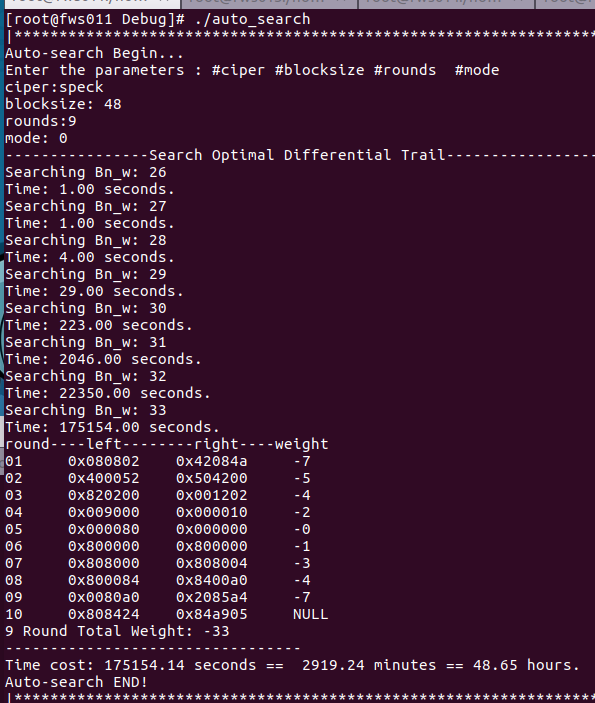 [root@fws011 Debug]# ./auto_search
|*****************************************************************
Auto-search Begin...
Enter the parameters : #ciper #blocksize #rounds  #mode
ciper:speck
blocksize: 48
rounds:9
mode: 0
----------------Search Optimal Differential Trail-----------------
Searching Bn_w: 26
Time: 1.00 seconds.
Searching Bn_w: 27
Time: 1.00 seconds.
Searching Bn_w: 28
Time: 4.00 seconds.
Searching Bn_w: 29
Time: 29.00 seconds.
Searching Bn_w: 30
Time: 223.00 seconds.
Searching Bn_w: 31
Time: 2046.00 seconds.
Searching Bn_w: 32
Time: 22350.00 seconds.
Searching Bn_w: 33
Time: 175154.00 seconds.
round----left--------right----weight
01     0x080802    0x42084a     -7
02     0x400052    0x504200     -5
03     0x820200    0x001202     -4
04     0x009000    0x000010     -2
05     0x000080    0x000000     -0
06     0x800000    0x800000     -1
07     0x808000    0x808004     -3
08     0x800084    0x8400a0     -4
09     0x0080a0    0x2085a4     -7
10     0x808424    0x84a905     NULL
9 Round Total Weight: -33
---------------------------------
Time cost: 175154.14 seconds ==  2919.24 minutes == 48.65 hours.
Auto-search END!
|*****************************************************************